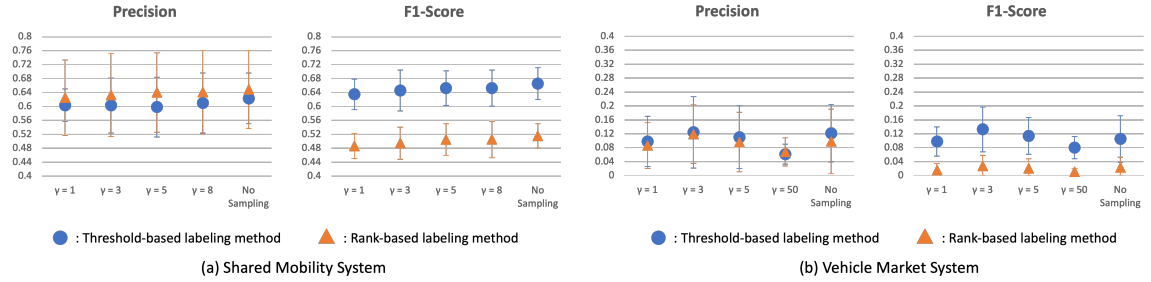 Precision
0.8
0.76
0.72
0.68
0.64
0.6
0.56
0.52
0.48
0.44
0.4
γ = 1 γ = 3 γ = 5 γ = 8 No
Sampling
F1-Score
0.8
0.76
0.72
0.68
0.64
0.6
0.56
0.52
0.48
0.44
0.4
γ = 1 γ = 3 γ = 5 γ = 8 No
Sampling
: Threshold-based labeling method : Rank-based labeling method
(a) Shared Mobility System
Precision
0.4
0.36
0.32
0.28
0.24
0.2
0.16
0.12
0.08
0.04
0
γ = 1 γ = 3 γ = 5 γ = 50 No
Sampling
F1-Score
0.4
0.36
0.32
0.28
0.24
0.2
0.16
0.12
0.08
0.04
0
γ = 1 γ = 3 γ = 5 γ = 50 No
Sampling
: Threshold-based labeling method : Rank-based labeling method
(b) Vehicle Market System